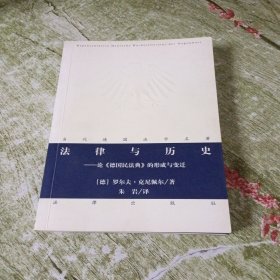 当代德国法学名著
法律与历史
——论《德国民法典》的形成与变迁
[德] 罗尔夫·克尼佩尔/著
朱岩/译
法律出版社